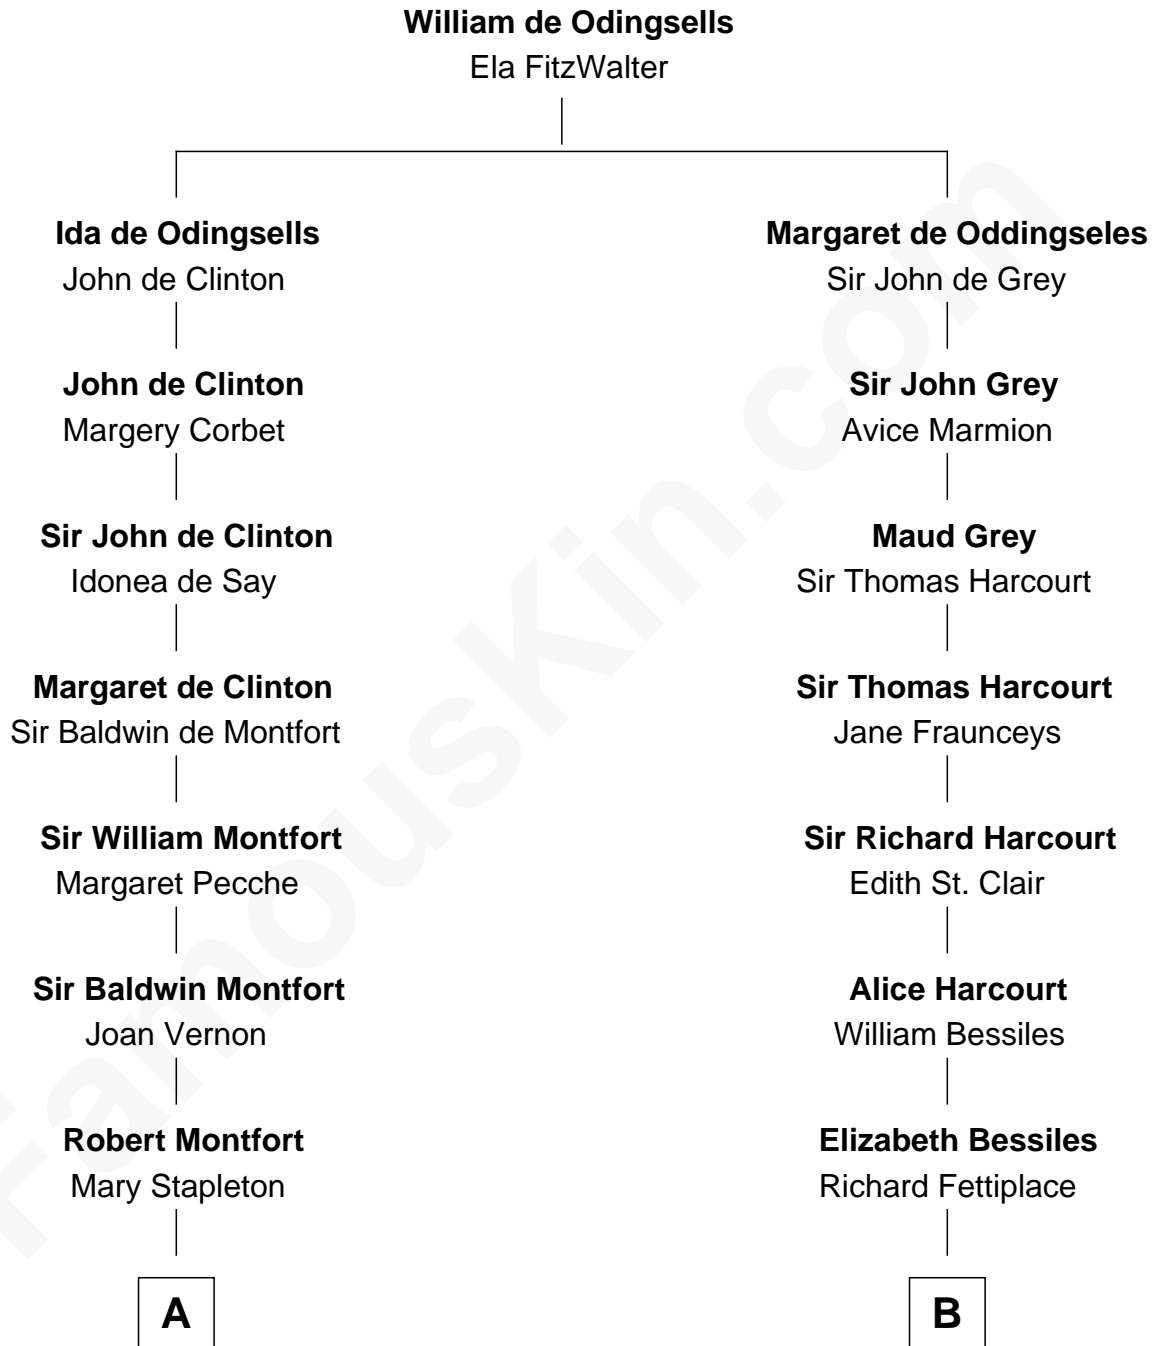 William de Odingsells
Ela FitzWalter
Ida de Odingsells
John de Clinton
Margaret de Oddingseles
Sir John de Grey
John de Clinton
Margery Corbet
Sir John Grey
Avice Marmion
Sir John de Clinton
Idonea de Say
Maud Grey
Sir Thomas Harcourt
Margaret de Clinton
Sir Baldwin de Montfort
Sir Thomas Harcourt
Jane Fraunceys
Sir William Montfort
Margaret Pecche
Sir Richard Harcourt
Edith St. Clair
Sir Baldwin Montfort
Joan Vernon
Alice Harcourt
William Bessiles
Robert Montfort
Mary Stapleton
Elizabeth Bessiles
Richard Fettiplace
A
B
FamousKin.com